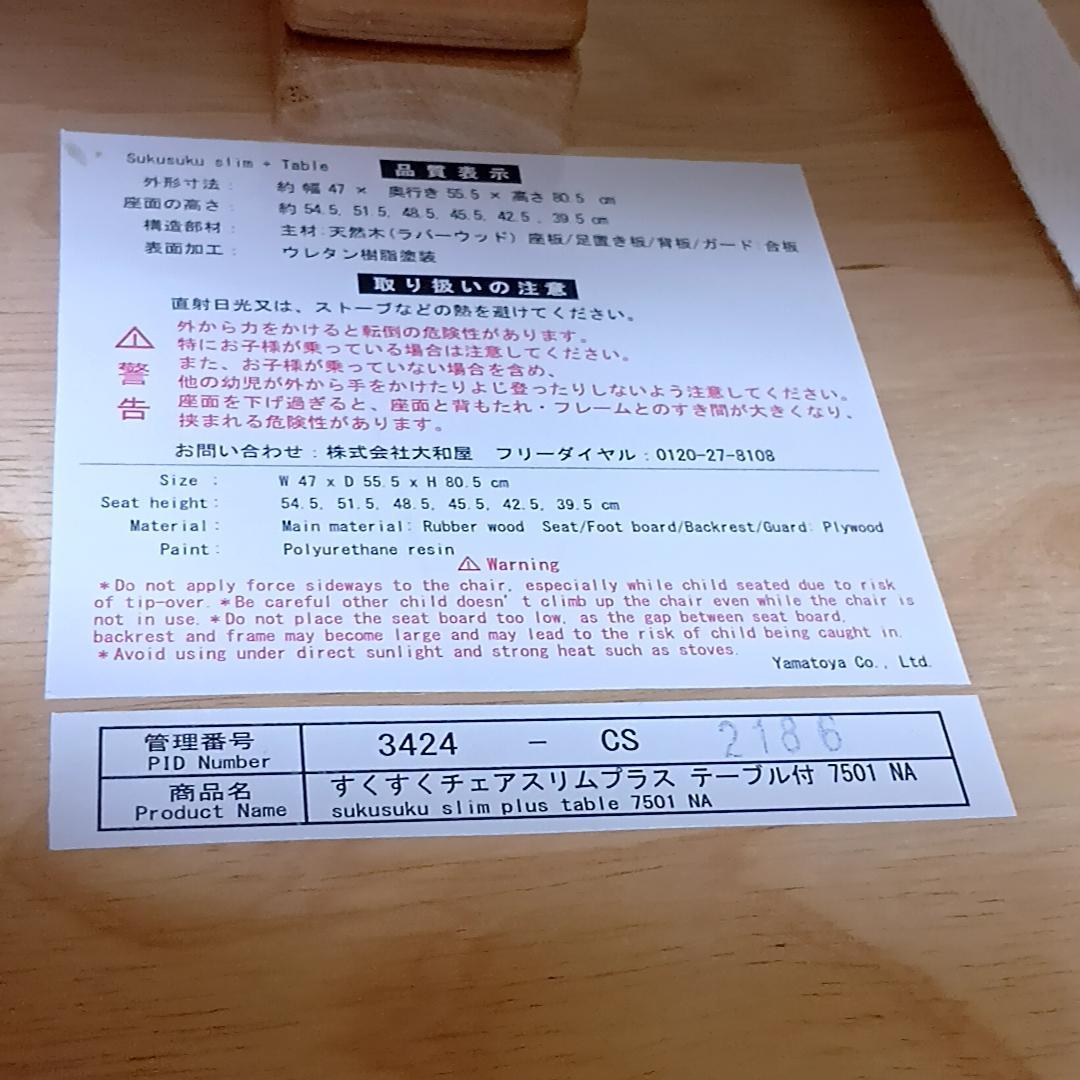 Sukusuku slim + Table
品質表示
外形寸法： 約 幅 47 × 奥行き 55.5 × 高さ 80.5 cm
座面の高さ： 約 54.5, 51.5, 48.5, 45.5, 42.5, 39.5 cm
構造部材： 主材:天然木(ラバーウッド) 座板/足置き板/背板/ガード:合板
表面加工： ウレタン樹脂塗装
取り扱いの注意
直射日光又は、ストーブなどの熱を避けてください。
警告
外から力をかけると転倒の危険性があります。
特にお子様が乗っている場合は注意してください。
また、お子様が乗っていない場合を含め、
他の幼児が外から手をかけたりよじ登ったりしないよう注意してください。
座面を下げ過ぎると、座面と背もたれ・フレームとのすき間が大きくなり、
挟まれる危険性があります。
お問い合わせ：株式会社大和屋 フリーダイヤル：0120-27-8108
Size : W 47 x D 55.5 x H 80.5 cm
Seat height: 54.5, 51.5, 48.5, 45.5, 42.5, 39.5 cm
Material: Main material: Rubber wood Seat/Foot board/Backrest/Guard: Plywood
Paint: Polyurethane resin
⚠ Warning
*Do not apply force sideways to the chair, especially while child seated due to risk
of tip-over. *Be careful other child doesn't climb up the chair even while the chair is
not in use. *Do not place the seat board too low, as the gap between seat board,
backrest and frame may become large and may lead to the risk of child being caught in.
*Avoid using under direct sunlight and strong heat such as stoves.
Yamatoya Co., Ltd.
管理番号 3424 - CS 2186
PID Number
商品名 すくすくチェアスリムプラス テーブル付 7501 NA
Product Name sukusuku slim plus table 7501 NA